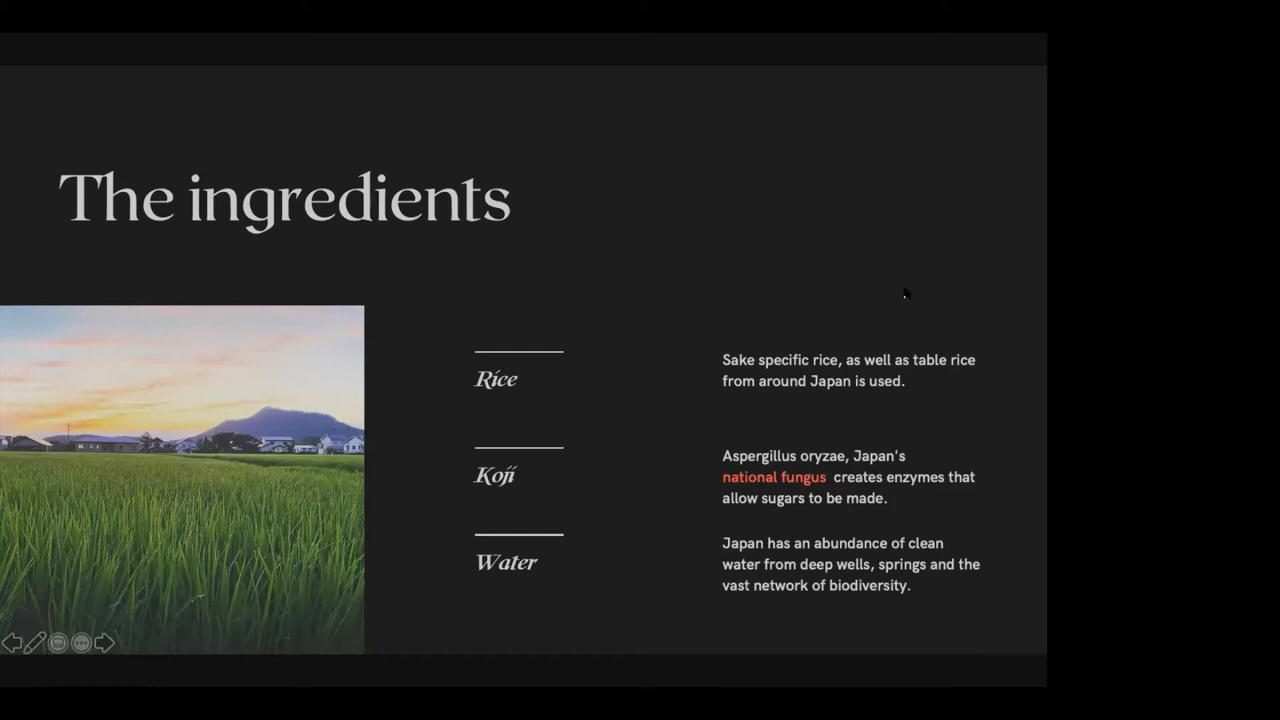 The ingredients
Rice
Sake specific rice, as well as table rice
from around Japan is used.
Koji
Aspergillus oryzae, Japan's
national fungus creates enzymes that
allow sugars to be made.
Water
Japan has an abundance of clean
water from deep wells, springs and the
vast network of biodiversity.